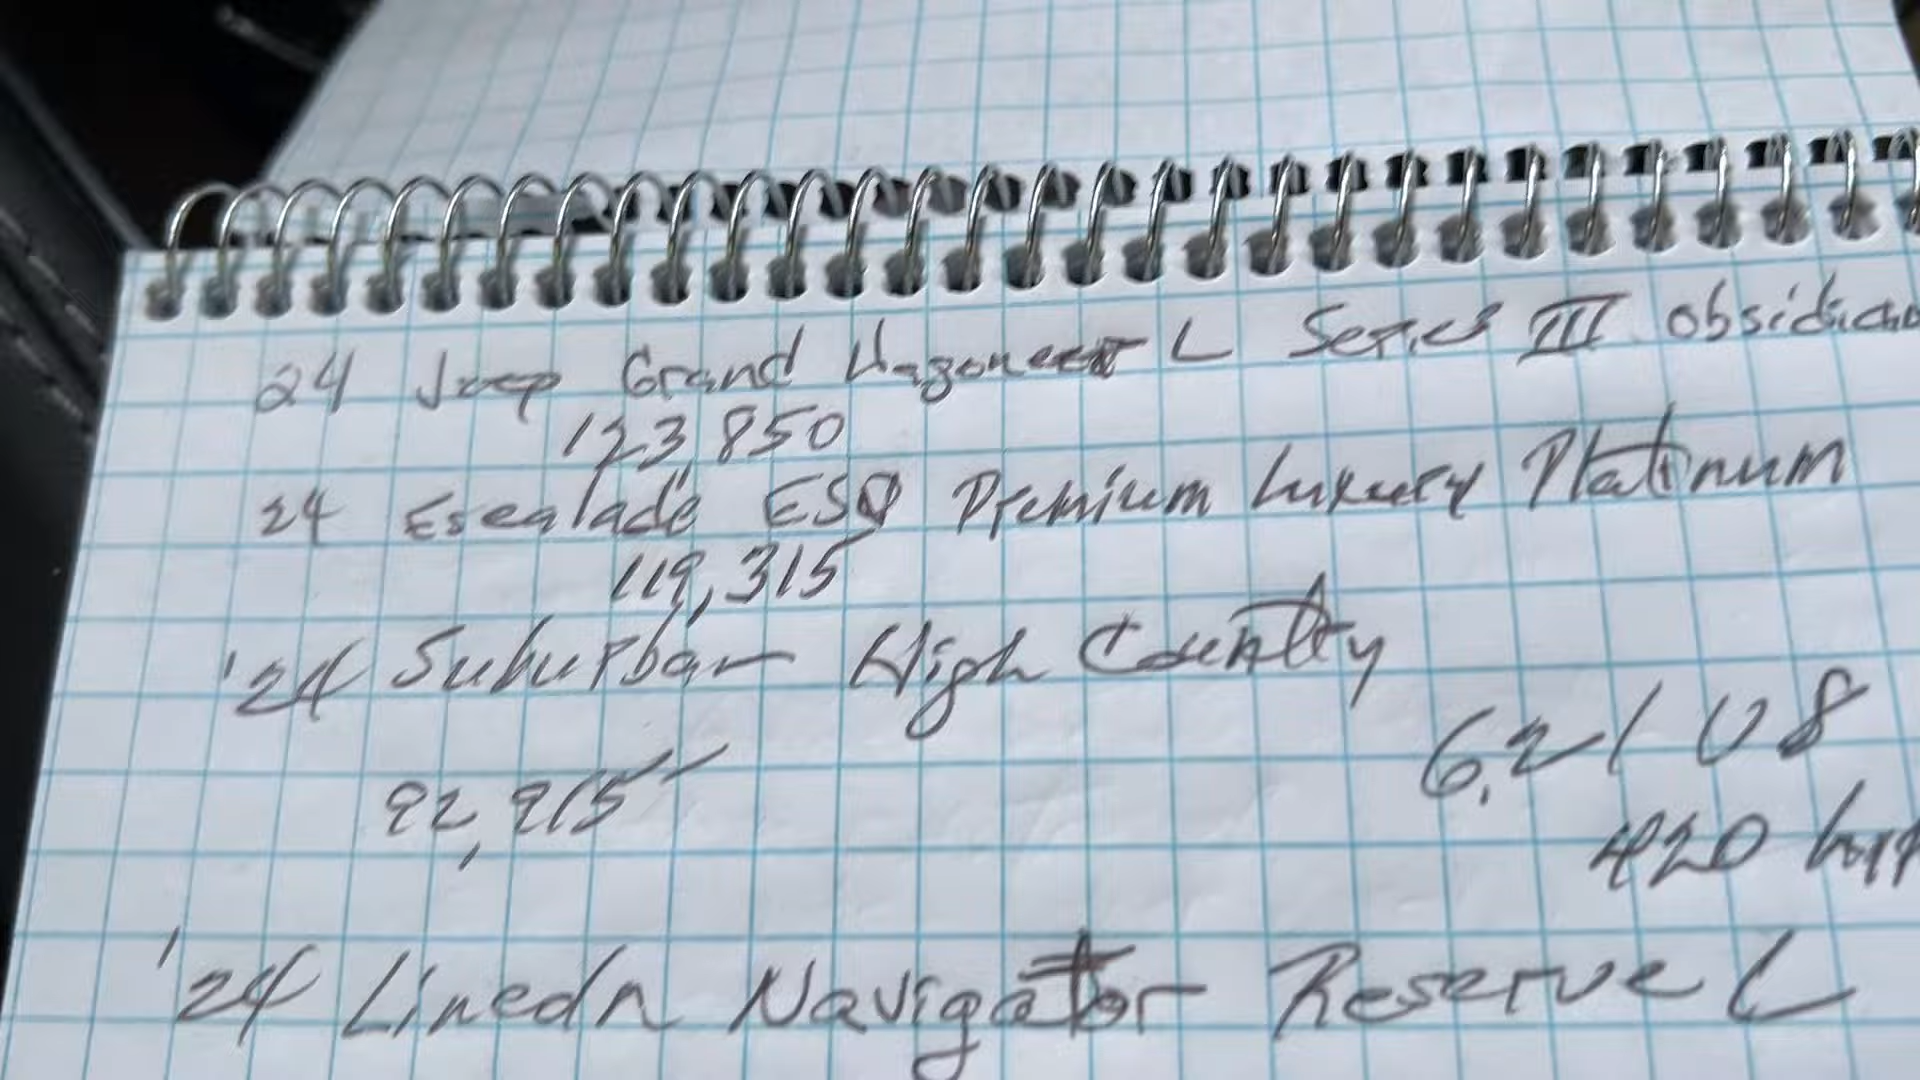 24 Jeep Grand Wagoneer L Series III Obsidian
123,850
24 Escalade ESV Premium Luxury Platinum
119,315
'24 Suburban High Country
6.2 l V8
92,915
420 hp
'24 Lincoln Navigator Reserve L